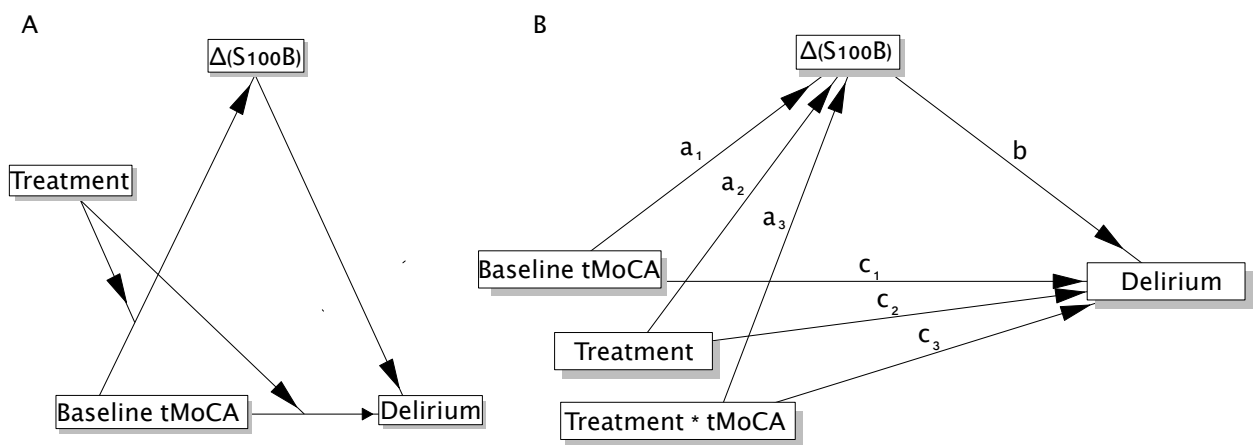 A
Δ(S100B)
Treatment
Baseline tMoCA
Delirium
B
Δ(S100B)
a₁
a₂
a₃
b
Baseline tMoCA
c₁
Delirium
c₂
Treatment
c₃
Treatment * tMoCA